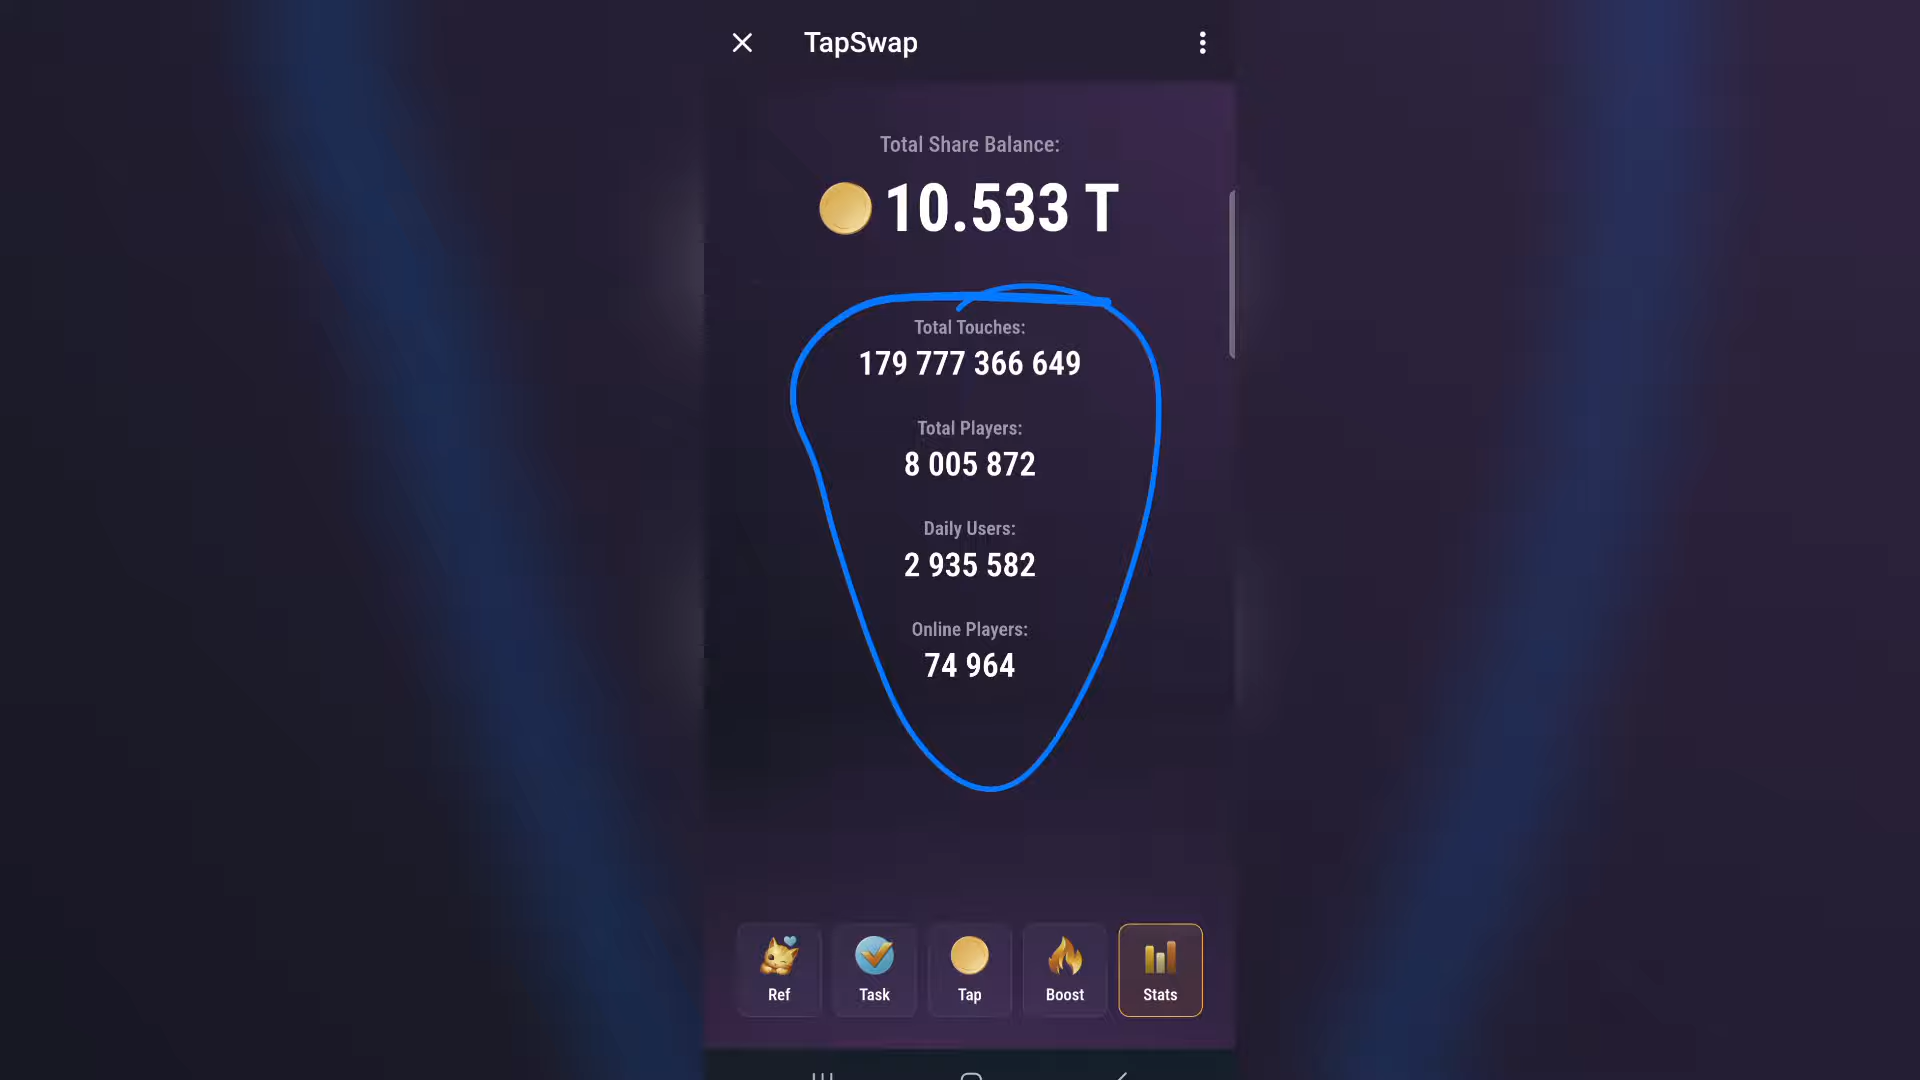 TapSwap
Total Share Balance:
10.533 T
Total Touches:
179 777 366 649
Total Players:
8 005 872
Daily Users:
2 935 582
Online Players:
74 964
Ref Task Tap Boost Stats